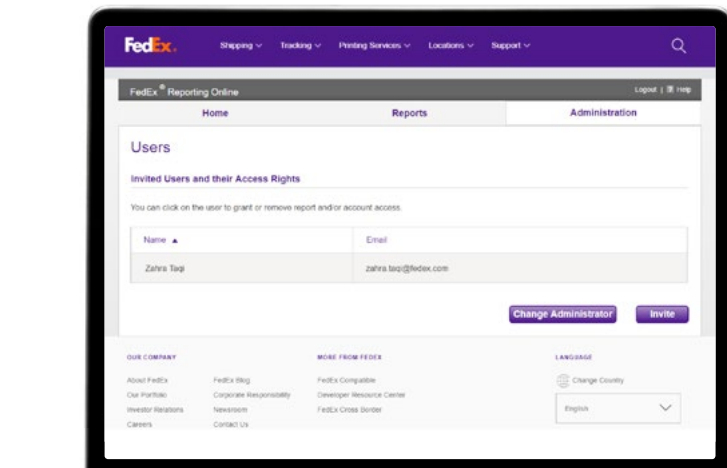 FedEx.
Shipping Tracking Printing Services Locations Support
FedEx® Reporting Online
Logout | Help
Home Reports Administration
Users
Invited Users and their Access Rights
You can click on the user to grant or remove report and/or account access.
Name ▲ Email
Zahra Taqi zahra.taqi@fedex.com
Change Administrator Invite
OUR COMPANY MORE FROM FEDEX LANGUAGE
About FedEx FedEx Blog FedEx Compatible Change Country
Our Portfolio Corporate Responsibility Developer Resource Center
Investor Relations Newsroom FedEx Cross Border English
Careers Contact Us